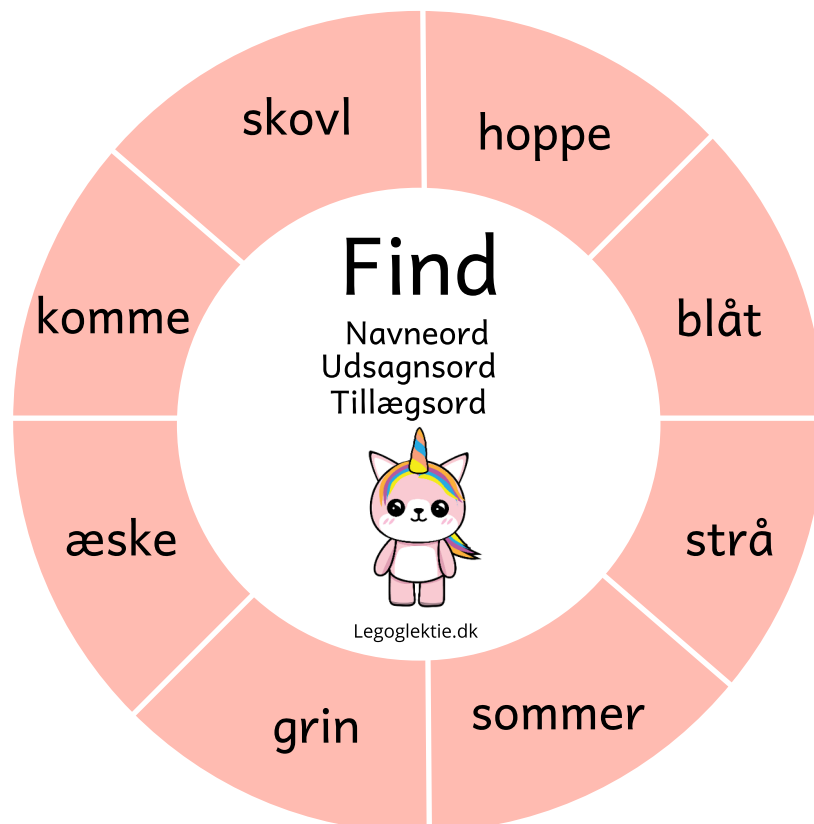 skovl
hoppe
komme
blåt
æske
strå
grin
sommer
Find
Navneord
Udsagnsord
Tillægsord
Legoglektie.dk